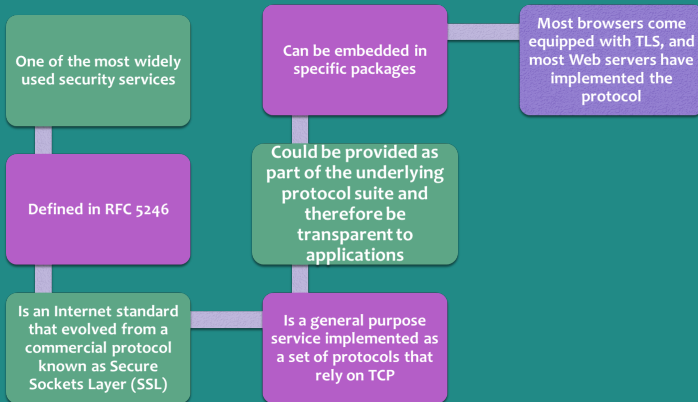 One of the most widely
used security services
Defined in RFC 5246
Is an Internet standard
that evolved from a
commercial protocol
known as Secure
Sockets Layer (SSL)
Is a general purpose
service implemented as
a set of protocols that
rely on TCP
Could be provided as
part of the underlying
protocol suite and
therefore be
transparent to
applications
Can be embedded in
specific packages
Most browsers come
equipped with TLS, and
most Web servers have
implemented the
protocol